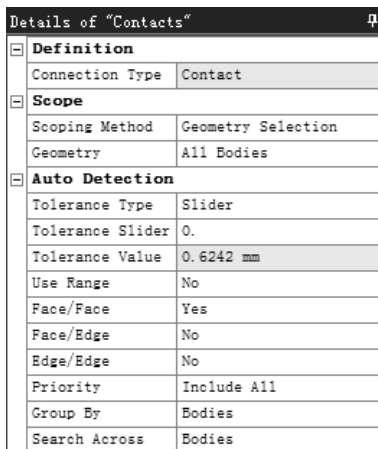 Details of "Contacts"
Definition
Connection Type Contact
Scope
Scoping Method Geometry Selection
Geometry All Bodies
Auto Detection
Tolerance Type Slider
Tolerance Slider 0.
Tolerance Value 0.6242 mm
Use Range No
Face/Face Yes
Face/Edge No
Edge/Edge No
Priority Include All
Group By Bodies
Search Across Bodies